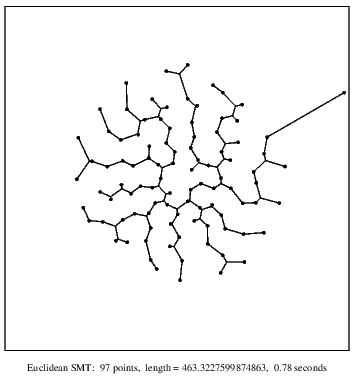 Euclidean SMT: 97 points, length = 463.3227599874863, 0.78 seconds